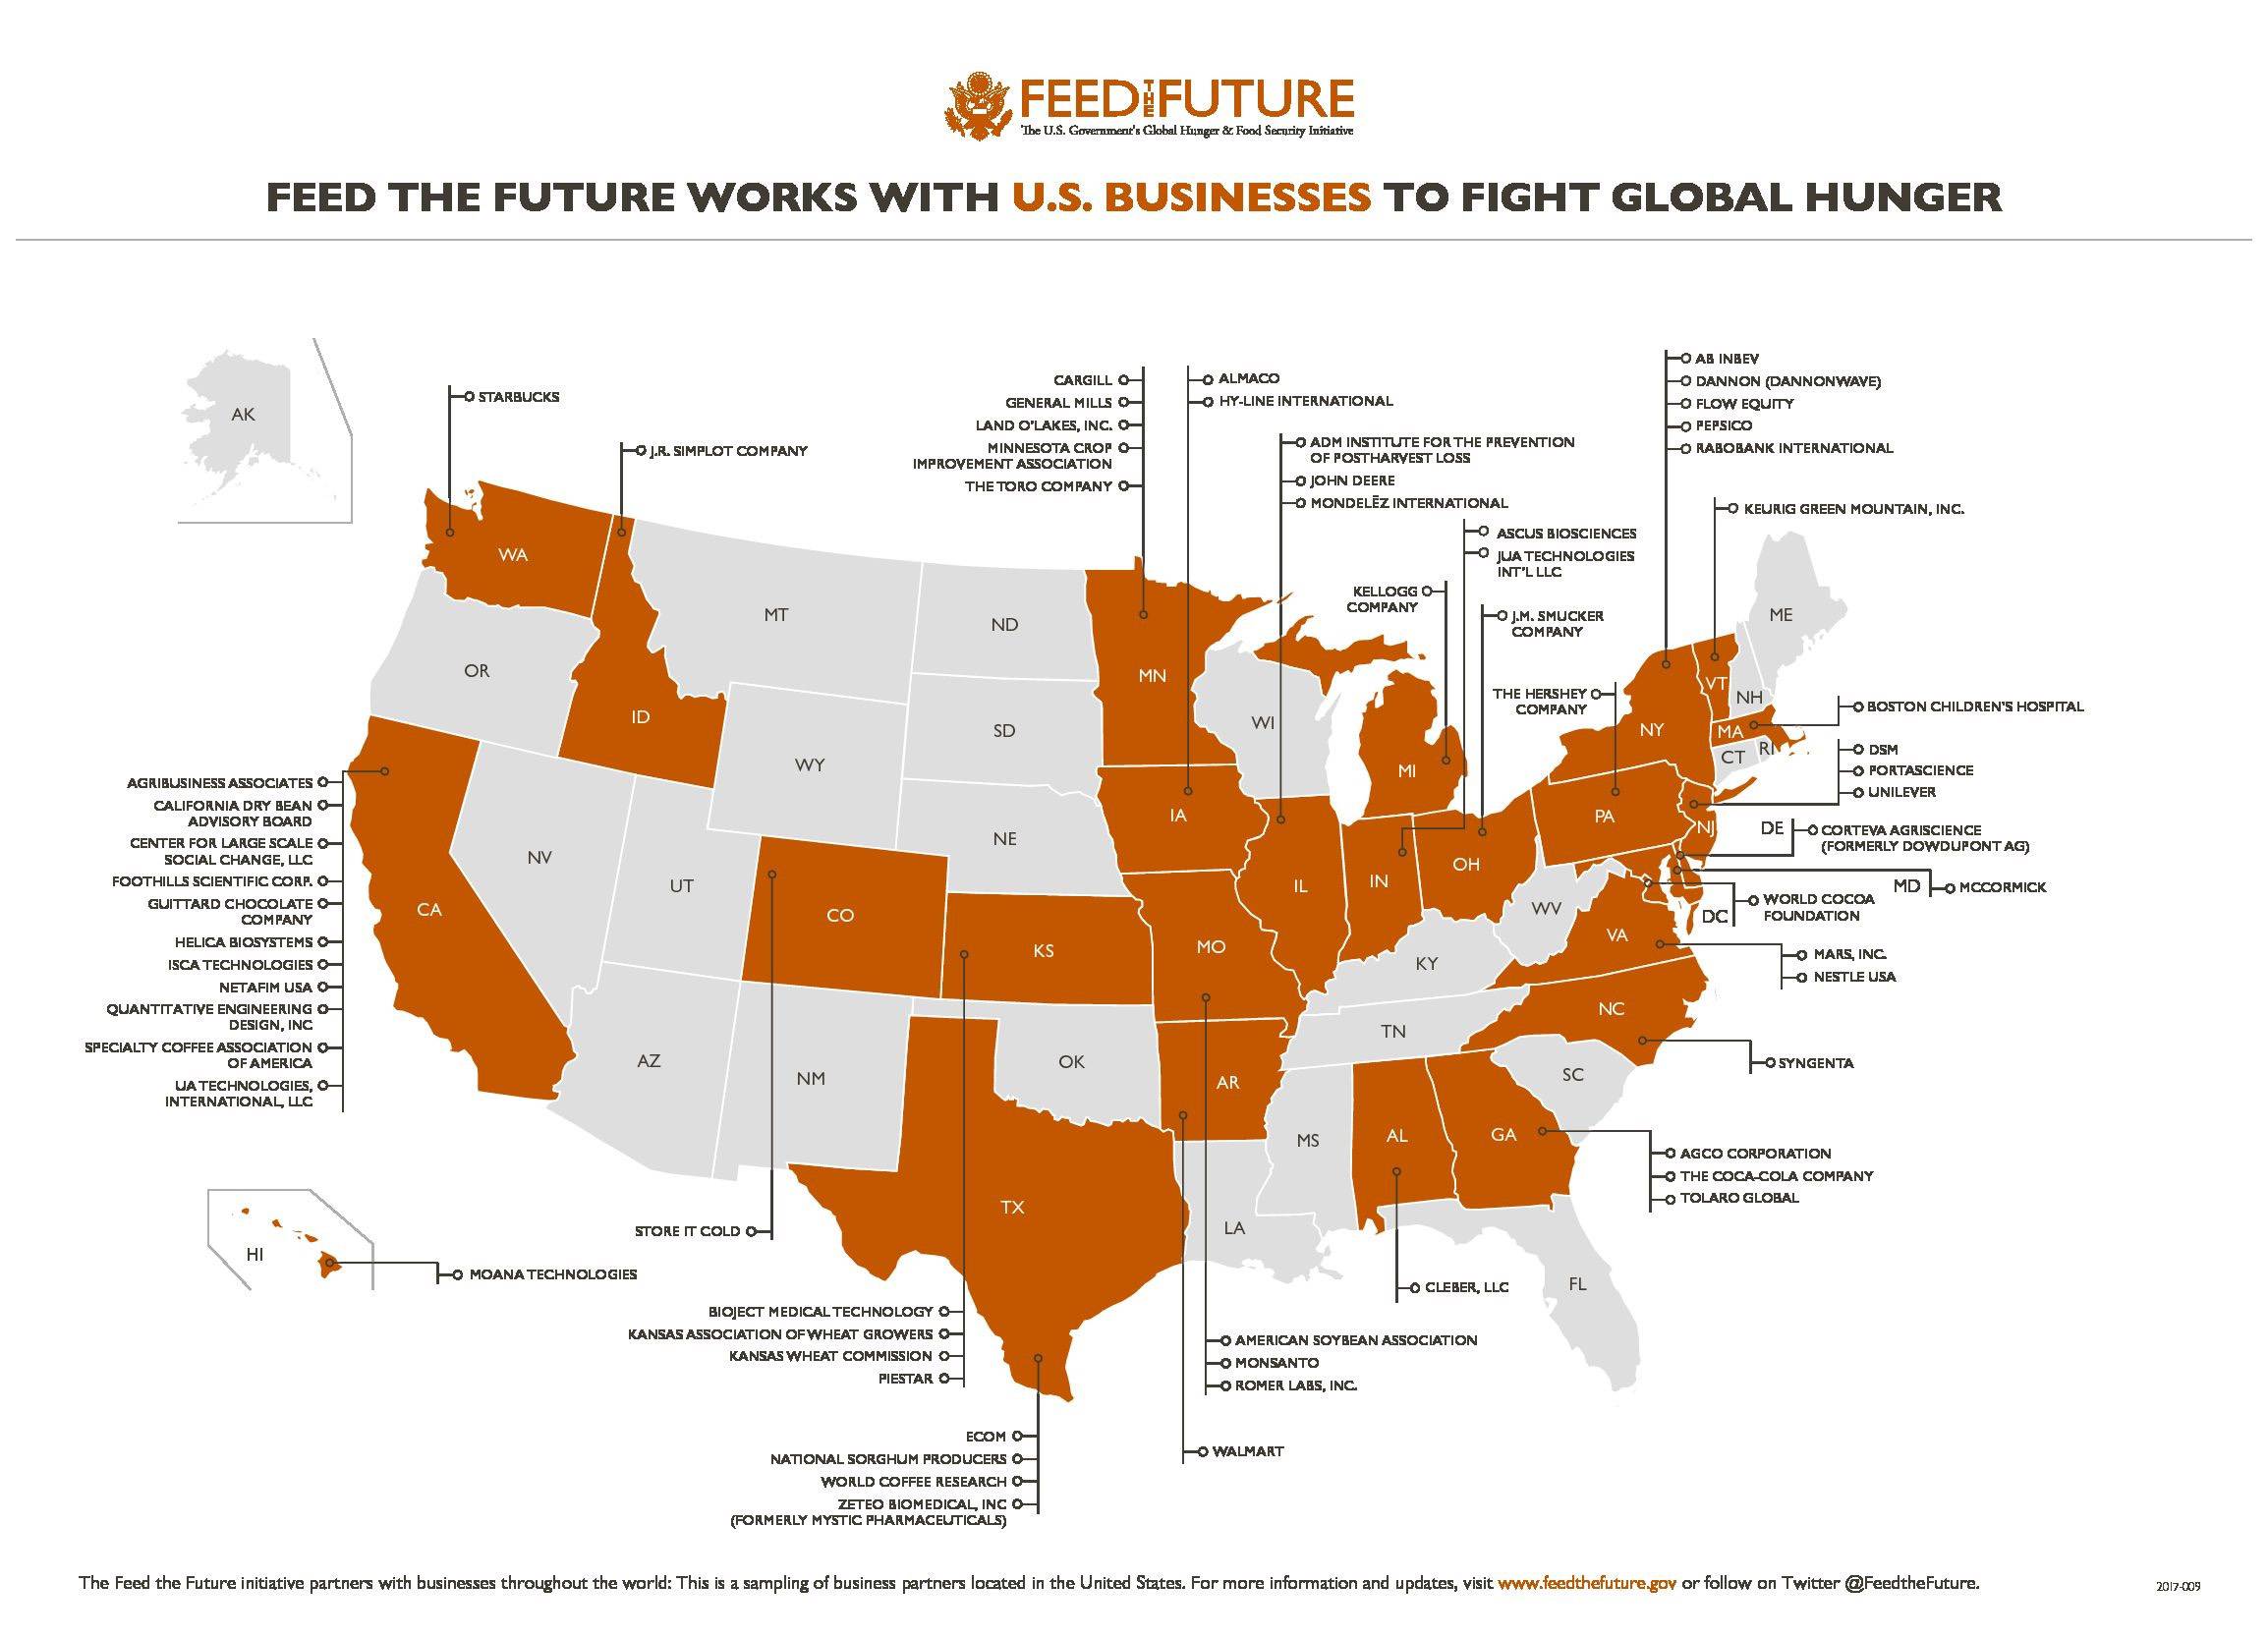 FEED THE FUTURE
The U.S. Government's Global Hunger & Food Security Initiative
FEED THE FUTURE WORKS WITH U.S. BUSINESSES TO FIGHT GLOBAL HUNGER
AK
STARBUCKS
J.R. SIMPLOT COMPANY
CARGILL
GENERAL MILLS
LAND O'LAKES, INC.
MINNESOTA CROP
IMPROVEMENT ASSOCIATION
THE TORO COMPANY
ALMACO
HY-LINE INTERNATIONAL
ADM INSTITUTE FOR THE PREVENTION
OF POSTHARVEST LOSS
JOHN DEERE
MONDELĒZ INTERNATIONAL
ASCUS BIOSCIENCES
JUA TECHNOLOGIES
INT'L LLC
KELLOGG
COMPANY
J.M. SMUCKER
COMPANY
THE HERSHEY
COMPANY
AB INBEV
DANNON (DANNONWAVE)
FLOW EQUITY
PEPSICO
RABOBANK INTERNATIONAL
KEURIG GREEN MOUNTAIN, INC.
BOSTON CHILDREN'S HOSPITAL
DSM
PORTASCIENCE
UNILEVER
DE
CORTEVA AGRISCIENCE
(FORMERLY DOWDUPONT AG)
MD
MCCORMICK
DC
WORLD COCOA
FOUNDATION
MARS, INC.
NESTLE USA
SYNGENTA
AGCO CORPORATION
THE COCA-COLA COMPANY
TOLARO GLOBAL
CLEBER, LLC
AMERICAN SOYBEAN ASSOCIATION
MONSANTO
ROMER LABS, INC.
WALMART
WA
OR
ID
MT
ND
MN
SD
WI
WY
MI
NY
VT
NH
ME
MA
CT
RI
CA
NV
UT
CO
NE
IA
IL
IN
OH
PA
NJ
KS
MO
KY
WV
VA
NC
TN
AZ
NM
OK
AR
SC
MS
AL
GA
TX
LA
FL
HI
AGRIBUSINESS ASSOCIATES
CALIFORNIA DRY BEAN
ADVISORY BOARD
CENTER FOR LARGE SCALE
SOCIAL CHANGE, LLC
FOOTHILLS SCIENTIFIC CORP.
GUITTARD CHOCOLATE
COMPANY
HELICA BIOSYSTEMS
ISCA TECHNOLOGIES
NETAFIM USA
QUANTITATIVE ENGINEERING
DESIGN, INC
SPECIALTY COFFEE ASSOCIATION
OF AMERICA
UA TECHNOLOGIES,
INTERNATIONAL, LLC
MOANA TECHNOLOGIES
STORE IT COLD
BIOJECT MEDICAL TECHNOLOGY
KANSAS ASSOCIATION OF WHEAT GROWERS
KANSAS WHEAT COMMISSION
PIESTAR
ECOM
NATIONAL SORGHUM PRODUCERS
WORLD COFFEE RESEARCH
ZETEO BIOMEDICAL, INC
(FORMERLY MYSTIC PHARMACEUTICALS)
The Feed the Future initiative partners with businesses throughout the world: This is a sampling of business partners located in the United States. For more information and updates, visit www.feedthefuture.gov or follow on Twitter @FeedtheFuture.
2017-009